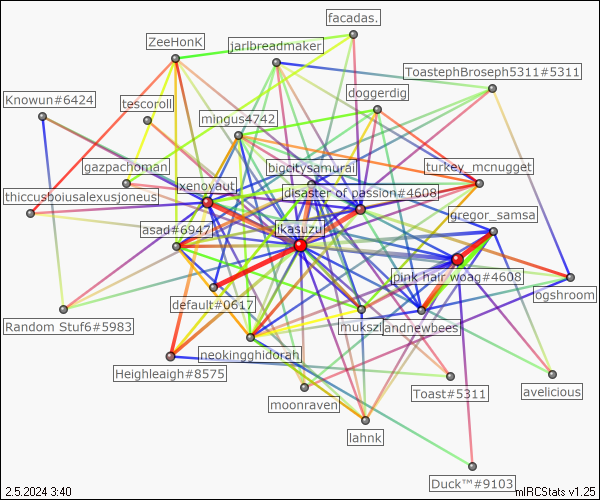 facadas.
ZeeHonK
jarlbreadmaker
ToastephBroseph5311#5311
Knowun#6424
tescoroll
doggerdig
mingus4742
gazpachoman
bigcitysamurai
turkey_mcnugget
xenovaut
disaster of passion#4608
thiccusboiusalexusjoneus
gregor_samsa
asad#6947
ikasuzu
pink hair woag#4608
ogshroom
default#0617
Random Stuf6#5983
mukszi
andnewbees
neokingghidorah
Heighleaigh#8575
Toast#5311
avelicious
moonraven
lahnk
Duck™#9103
2.5.2024 3:40
mIRCStats v1.25